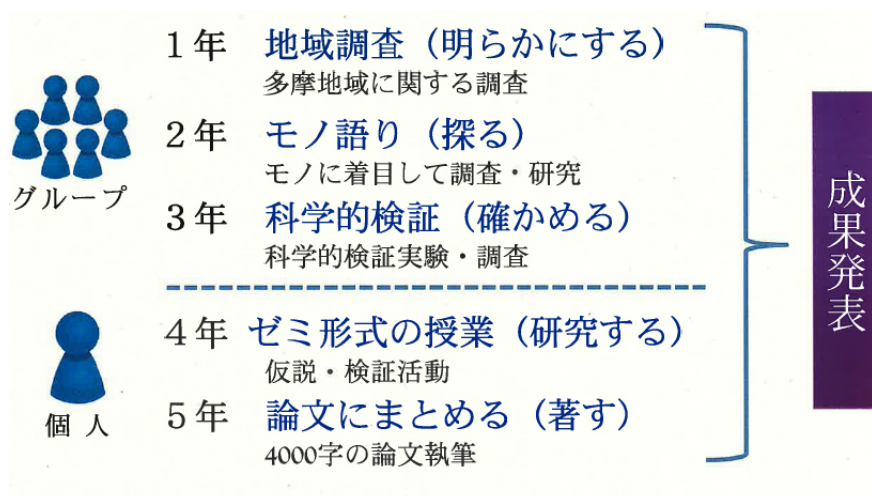 1年 地域調査（明らかにする）
多摩地域に関する調査
2年 モノ語り（探る）
モノに着目して調査・研究
グループ
3年 科学的検証（確かめる）
科学的検証実験・調査
4年 ゼミ形式の授業（研究する）
仮説・検証活動
個人
5年 論文にまとめる（著す）
4000字の論文執筆
成果発表